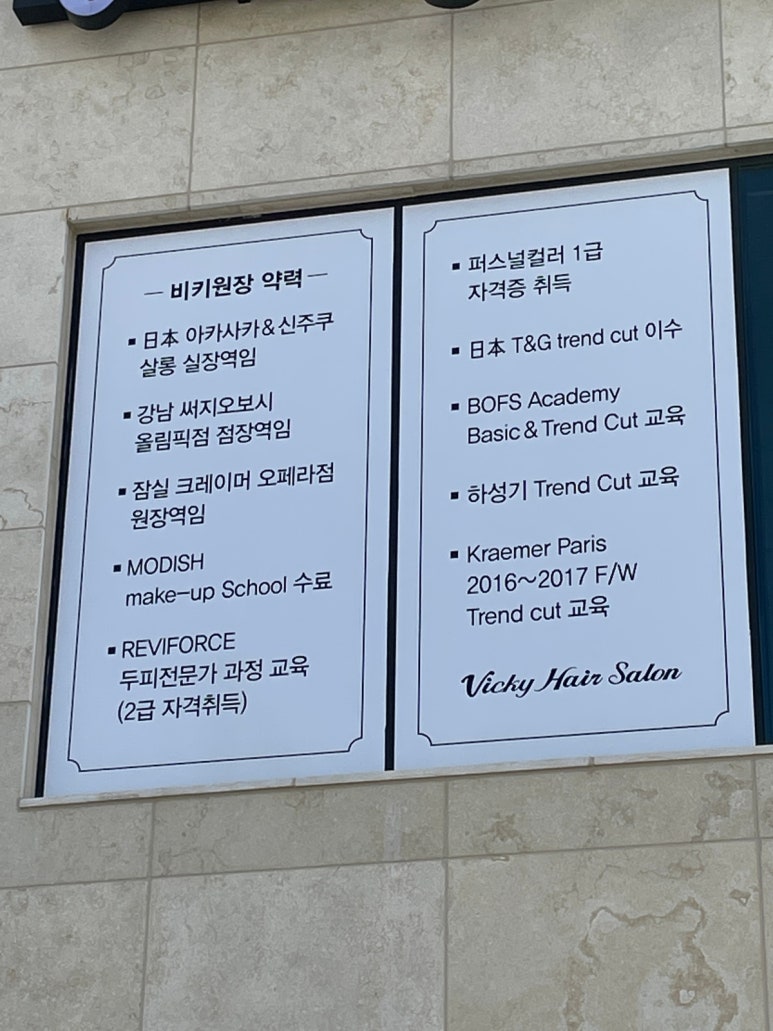 ― 비키원장 약력 ―
▪ 日本 아카사카&신주쿠
살롱 실장역임
▪ 강남 써지오보시
올림픽점 점장역임
▪ 잠실 크레이머 오페라점
원장역임
▪ MODISH
make-up School 수료
▪ REVIFORCE
두피전문가 과정 교육
(2급 자격취득)
▪ 퍼스널컬러 1급
자격증 취득
▪ 日本 T&G trend cut 이수
▪ BOFS Academy
Basic & Trend Cut 교육
▪ 하성기 Trend Cut 교육
▪ Kraemer Paris
2016~2017 F/W
Trend cut 교육
Vicky Hair Salon